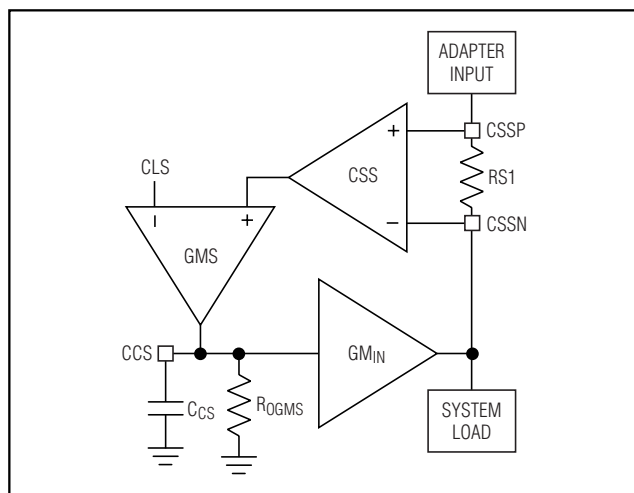 ADAPTER
INPUT
CSSP
+
CSS
RS1
CLS
−
+
−
CSSN
GMS
CCS
GMIN
CCS
ROGMS
SYSTEM
LOAD